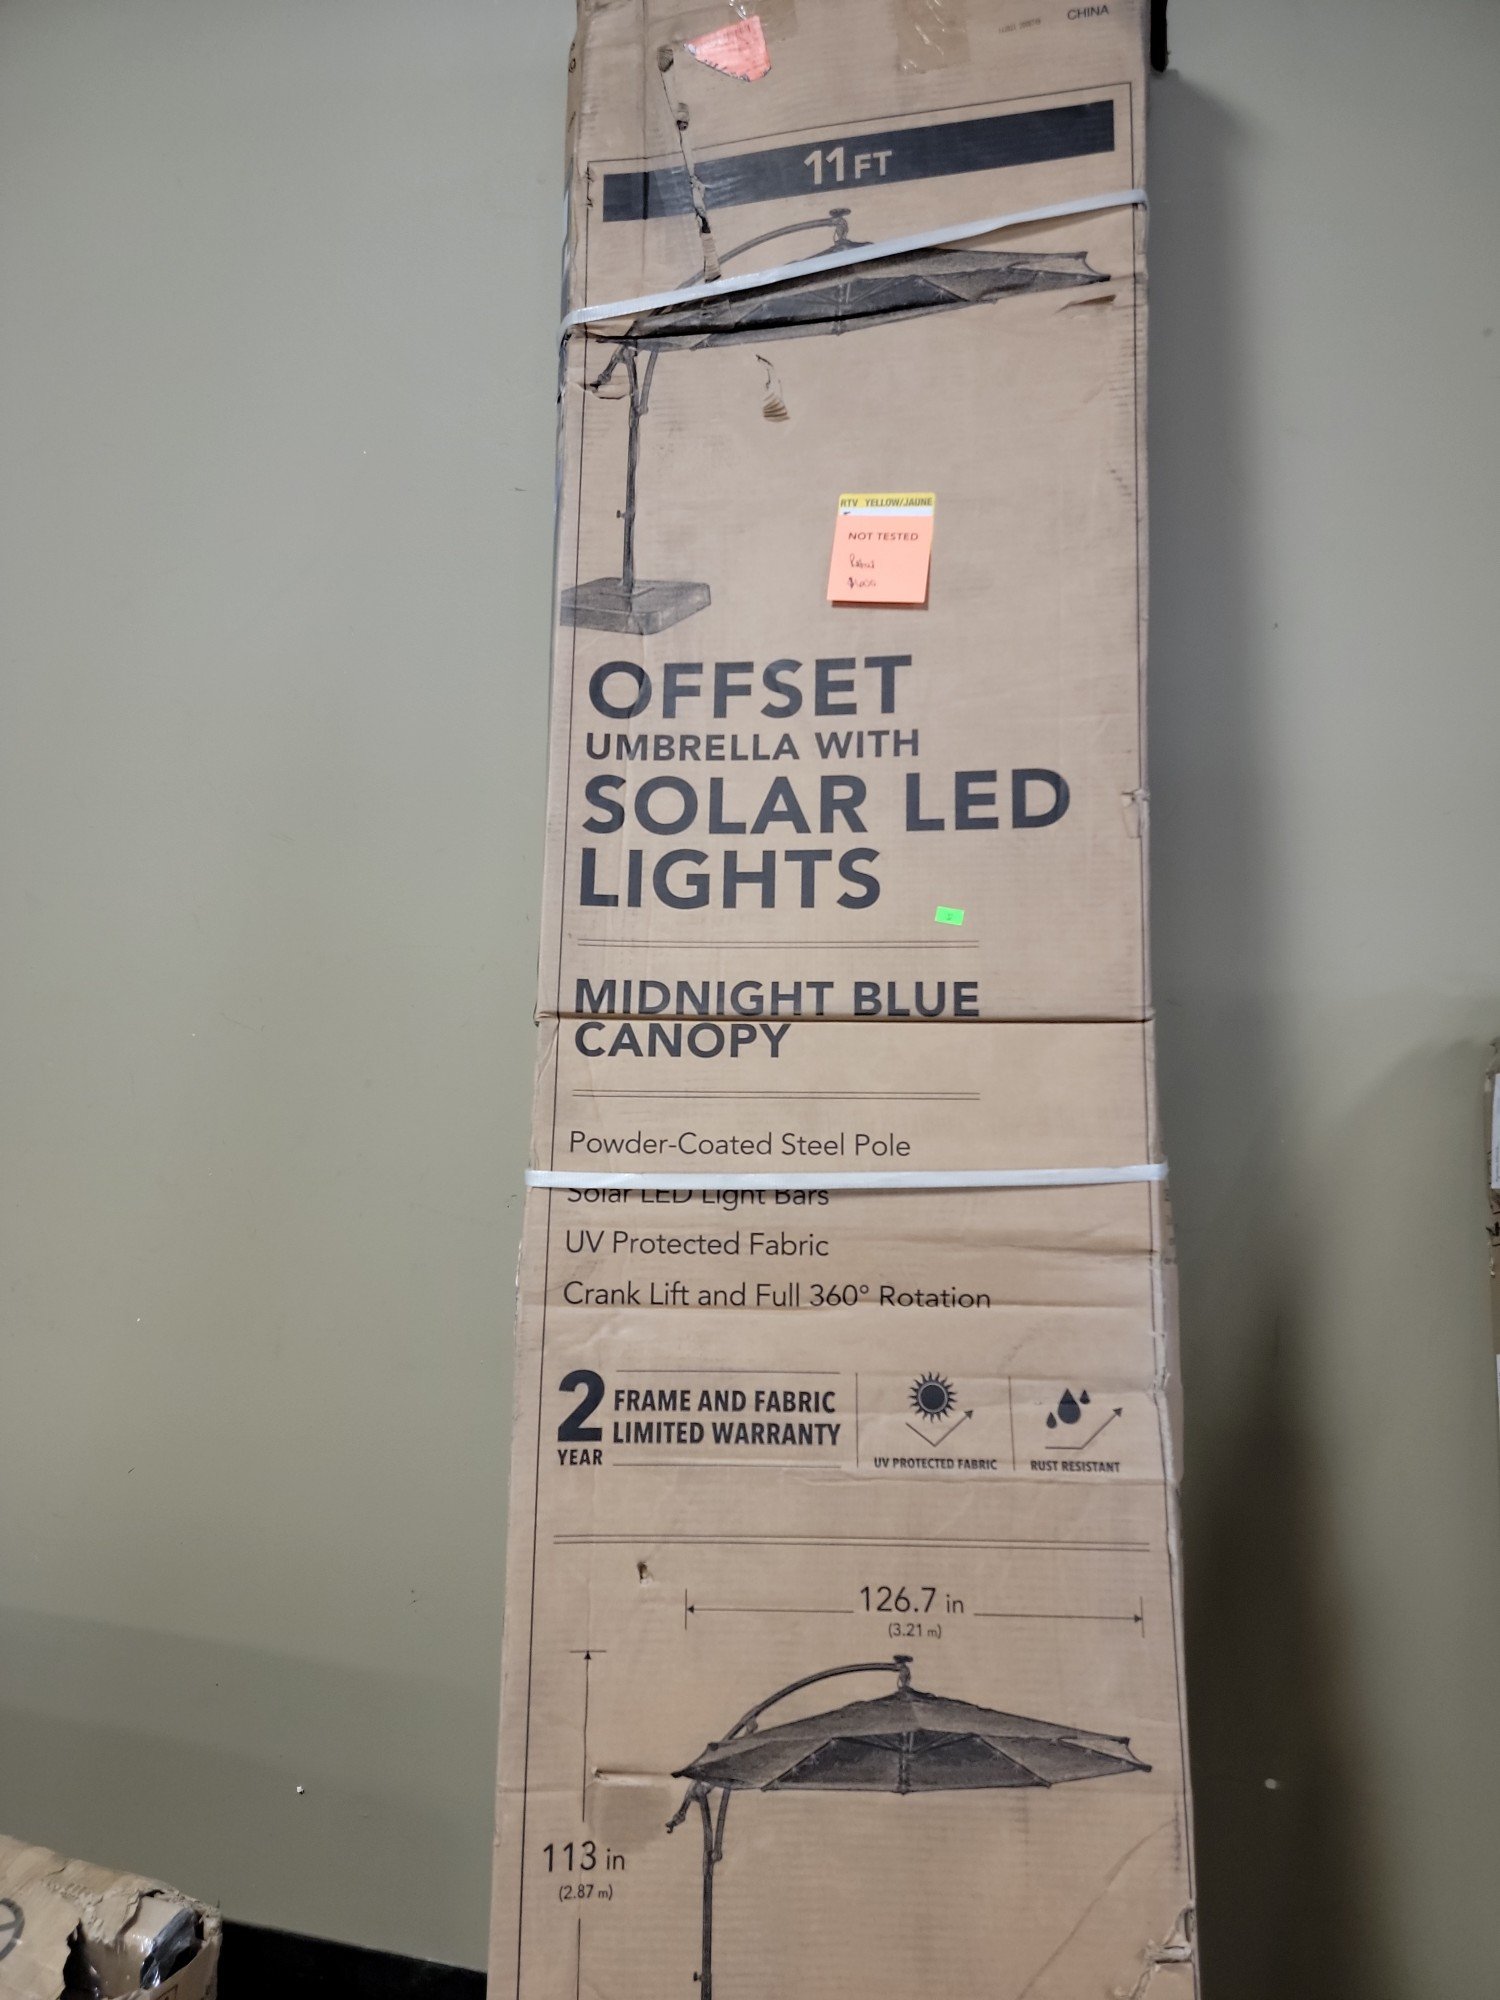 CHINA
11 FT
RTV YELLOW/JAUNE
NOT TESTED
OFFSET
UMBRELLA WITH
SOLAR LED
LIGHTS
MIDNIGHT BLUE
CANOPY
Powder-Coated Steel Pole
Solar LED Light Bars
UV Protected Fabric
Crank Lift and Full 360° Rotation
2 YEAR
FRAME AND FABRIC
LIMITED WARRANTY
UV PROTECTED FABRIC
RUST RESISTANT
126.7 in
(3.21 m)
113 in
(2.87 m)